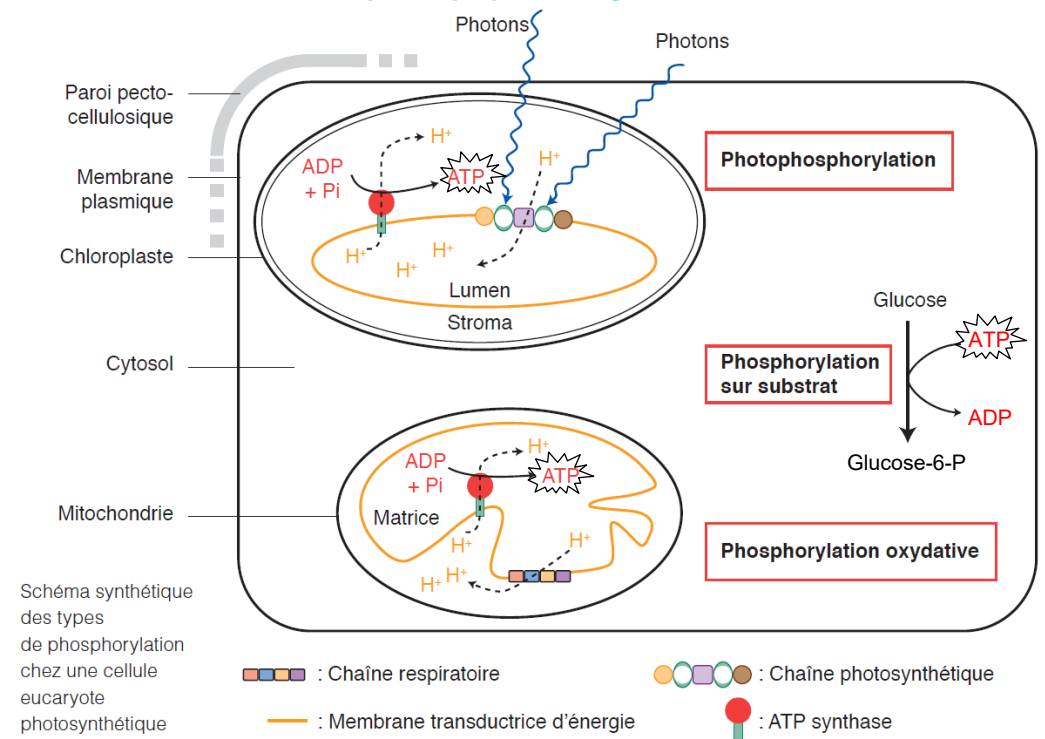 Photons
Photons
Paroi pecto-
cellulosique
Membrane
plasmique
Chloroplaste
Cytosol
Mitochondrie
H+
ADP
+ Pi
ATP
H+
H+
H+
H+
H+
Lumen
Stroma
Photophosphorylation
Glucose
ATP
Phosphorylation
sur substrat
ADP
Glucose-6-P
H+
ADP
+ Pi
ATP
Matrice
H+
H+
H+
H+
Phosphorylation oxydative
Schéma synthétique
des types
de phosphorylation
chez une cellule
eucaryote
photosynthétique
: Chaîne respiratoire
: Chaîne photosynthétique
: Membrane transductrice d'énergie
: ATP synthase